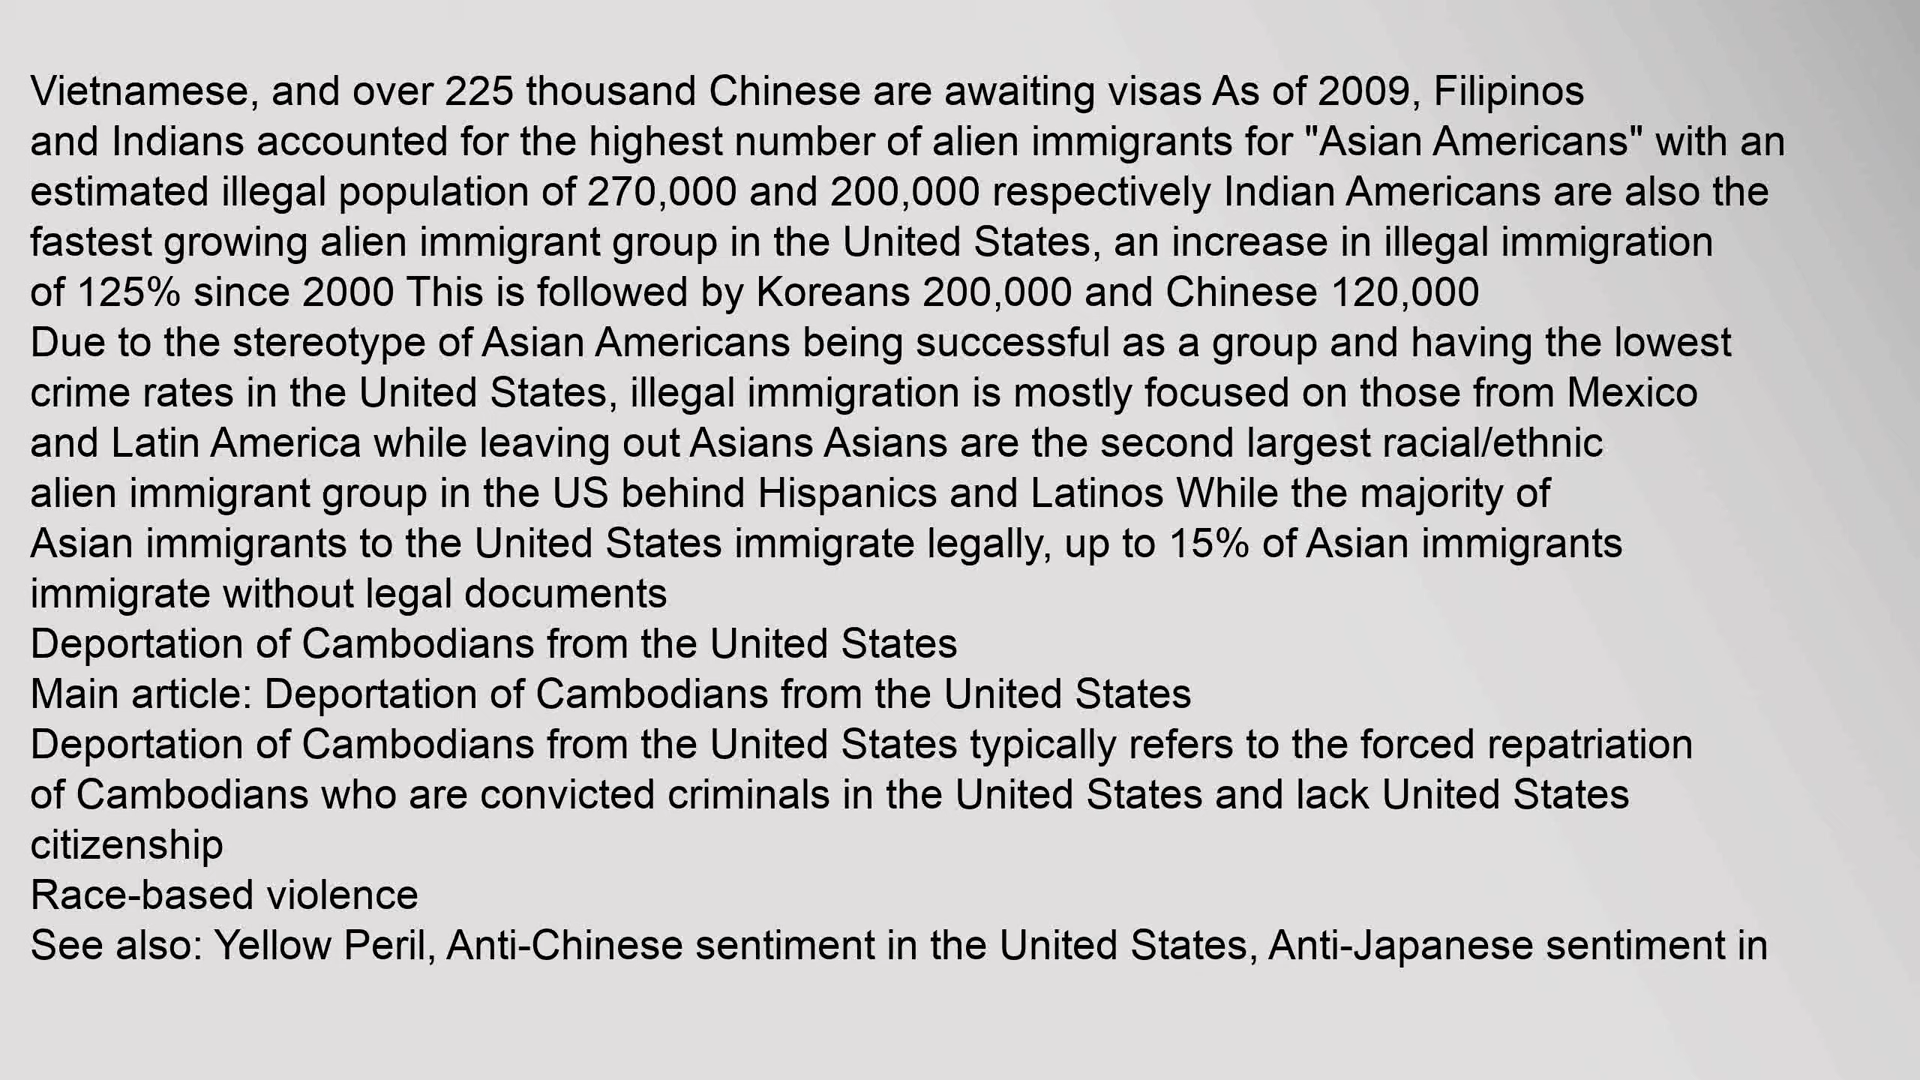 Vietnamese, and over 225 thousand Chinese are awaiting visas As of 2009, Filipinos
and Indians accounted for the highest number of alien immigrants for "Asian Americans" with an
estimated illegal population of 270,000 and 200,000 respectively Indian Americans are also the
fastest growing alien immigrant group in the United States, an increase in illegal immigration
of 125% since 2000 This is followed by Koreans 200,000 and Chinese 120,000
Due to the stereotype of Asian Americans being successful as a group and having the lowest
crime rates in the United States, illegal immigration is mostly focused on those from Mexico
and Latin America while leaving out Asians Asians are the second largest racial/ethnic
alien immigrant group in the US behind Hispanics and Latinos While the majority of
Asian immigrants to the United States immigrate legally, up to 15% of Asian immigrants
immigrate without legal documents
Deportation of Cambodians from the United States
Main article: Deportation of Cambodians from the United States
Deportation of Cambodians from the United States typically refers to the forced repatriation
of Cambodians who are convicted criminals in the United States and lack United States
citizenship
Race-based violence
See also: Yellow Peril, Anti-Chinese sentiment in the United States, Anti-Japanese sentiment in